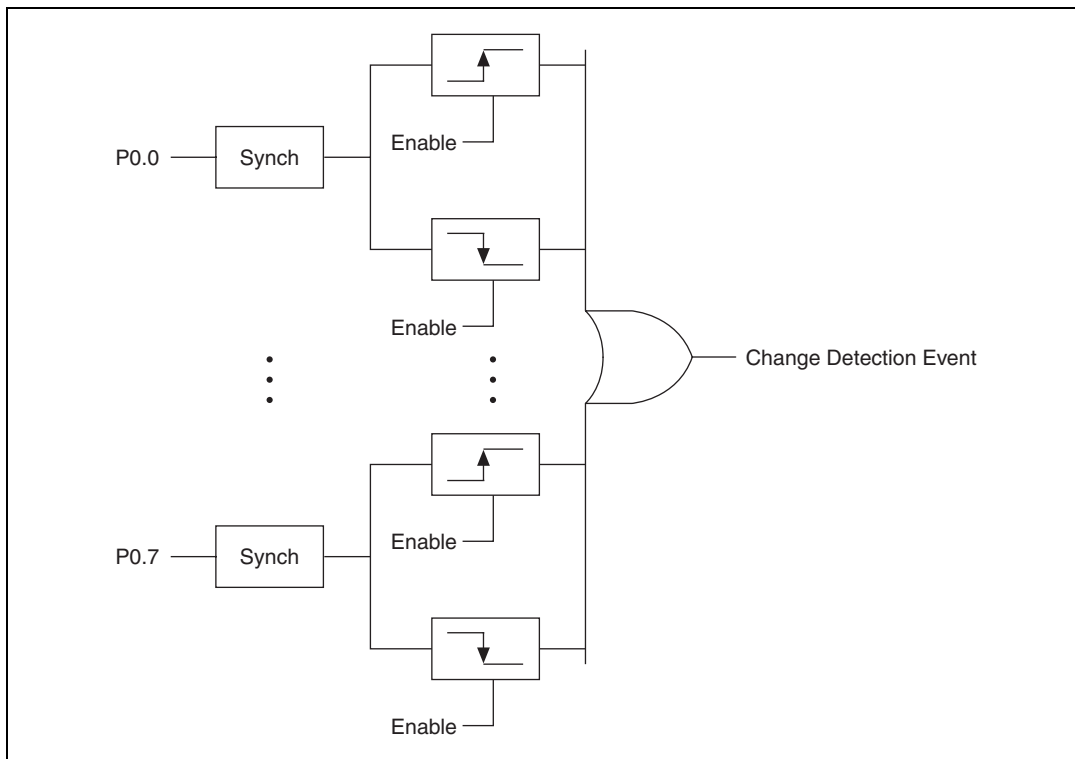 Enable
P0.0
Synch
Enable
Change Detection Event
Enable
P0.7
Synch
Enable